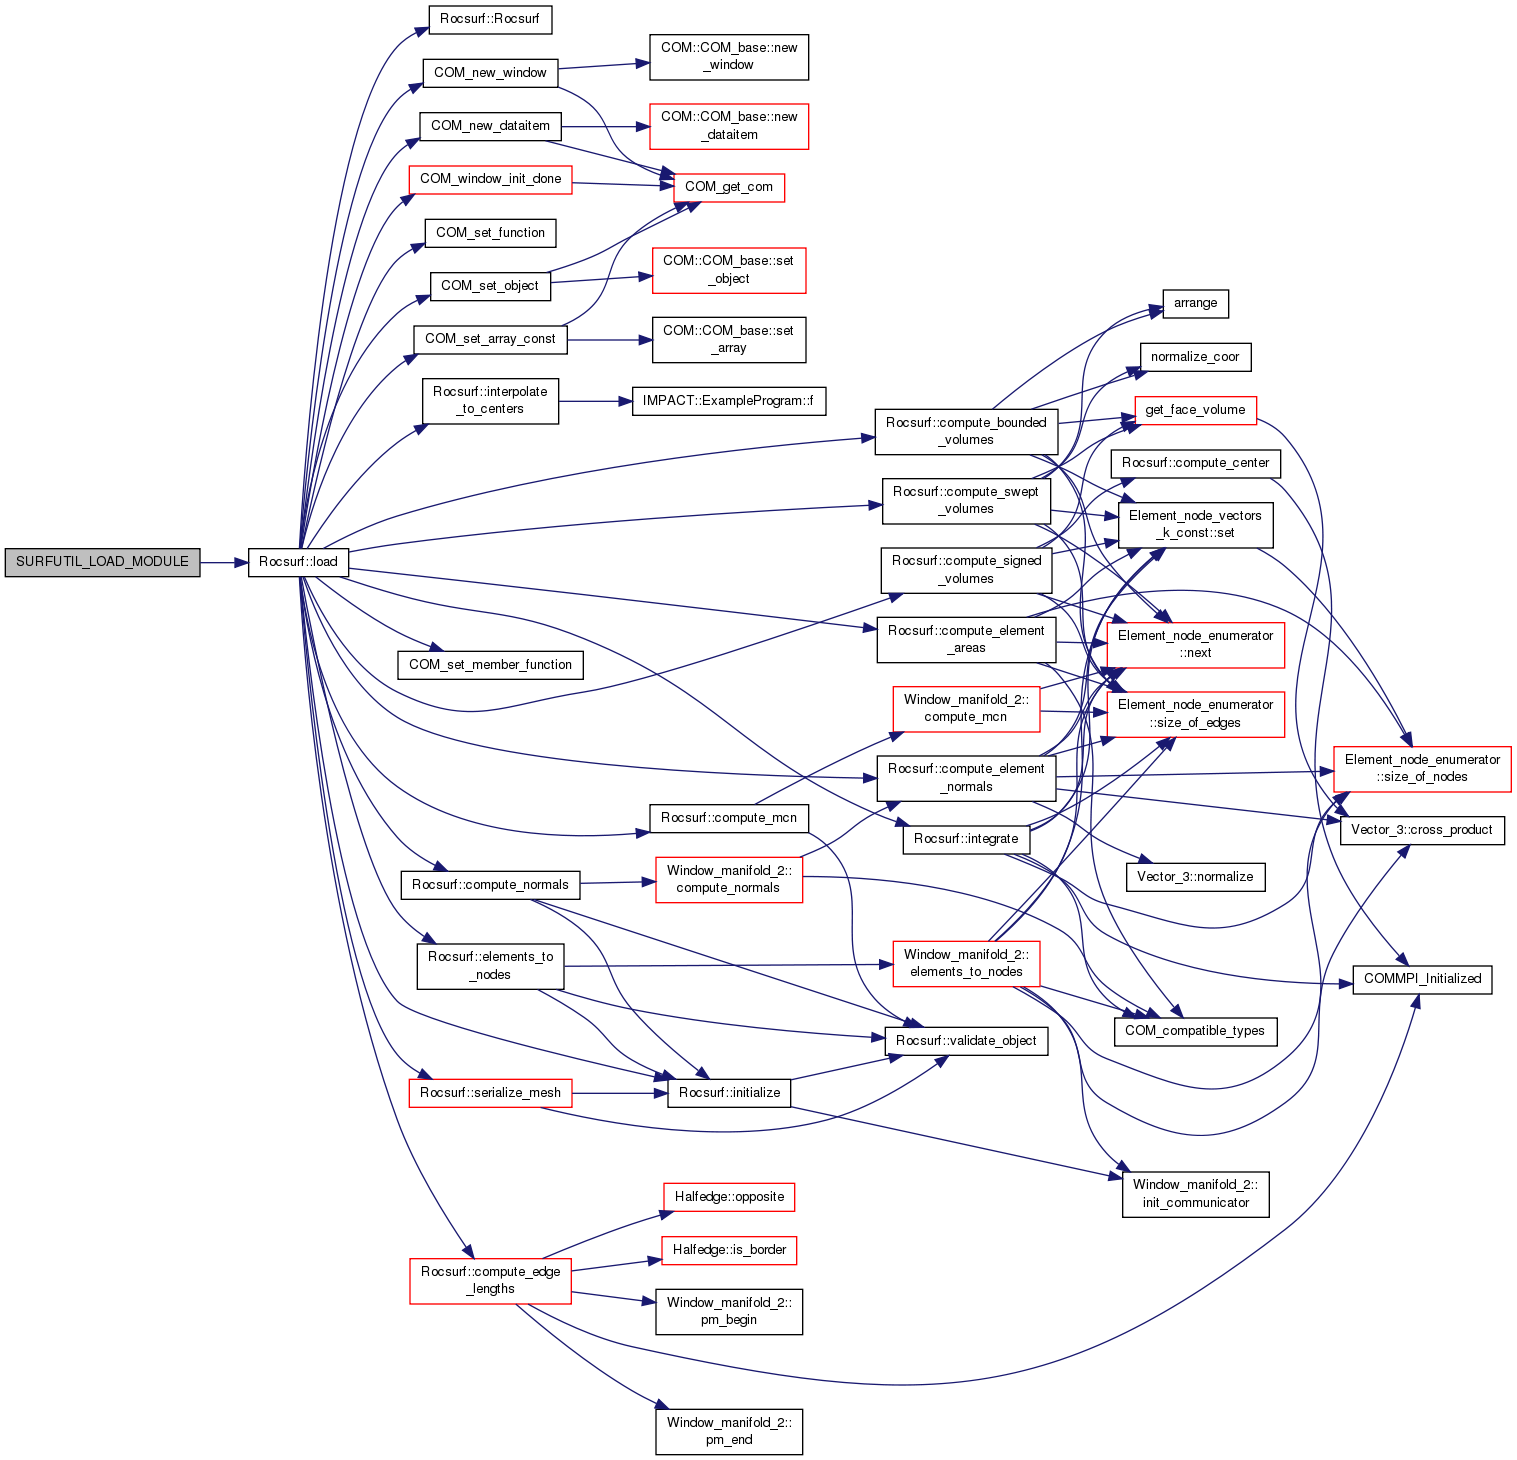 SURFUTIL_LOAD_MODULE
Rocsurf::load
Rocsurf::Rocsurf
COM_new_window
COM_new_dataitem
COM_window_init_done
COM_set_function
COM_set_object
COM_set_array_const
Rocsurf::interpolate
_to_centers
COM_set_member_function
Rocsurf::compute_normals
Rocsurf::elements_to
_nodes
Rocsurf::serialize_mesh
Rocsurf::compute_edge
_lengths
COM::COM_base::new
_window
COM::COM_base::new
_dataitem
COM_get_com
COM::COM_base::set
_object
COM::COM_base::set
_array
IMPACT::ExampleProgram::f
Rocsurf::compute_mcn
Window_manifold_2::
compute_normals
Rocsurf::initialize
Halfedge::opposite
Halfedge::is_border
Window_manifold_2::
pm_begin
Window_manifold_2::
pm_end
Rocsurf::compute_bounded
_volumes
Rocsurf::compute_swept
_volumes
Rocsurf::compute_signed
_volumes
Rocsurf::compute_element
_areas
Window_manifold_2::
compute_mcn
Rocsurf::compute_element
_normals
Rocsurf::integrate
Window_manifold_2::
elements_to_nodes
Rocsurf::validate_object
arrange
normalize_coor
get_face_volume
Rocsurf::compute_center
Element_node_vectors
_k_const::set
Element_node_enumerator
::next
Element_node_enumerator
::size_of_edges
Vector_3::normalize
COM_compatible_types
Window_manifold_2::
init_communicator
Element_node_enumerator
::size_of_nodes
Vector_3::cross_product
COMMPI_Initialized